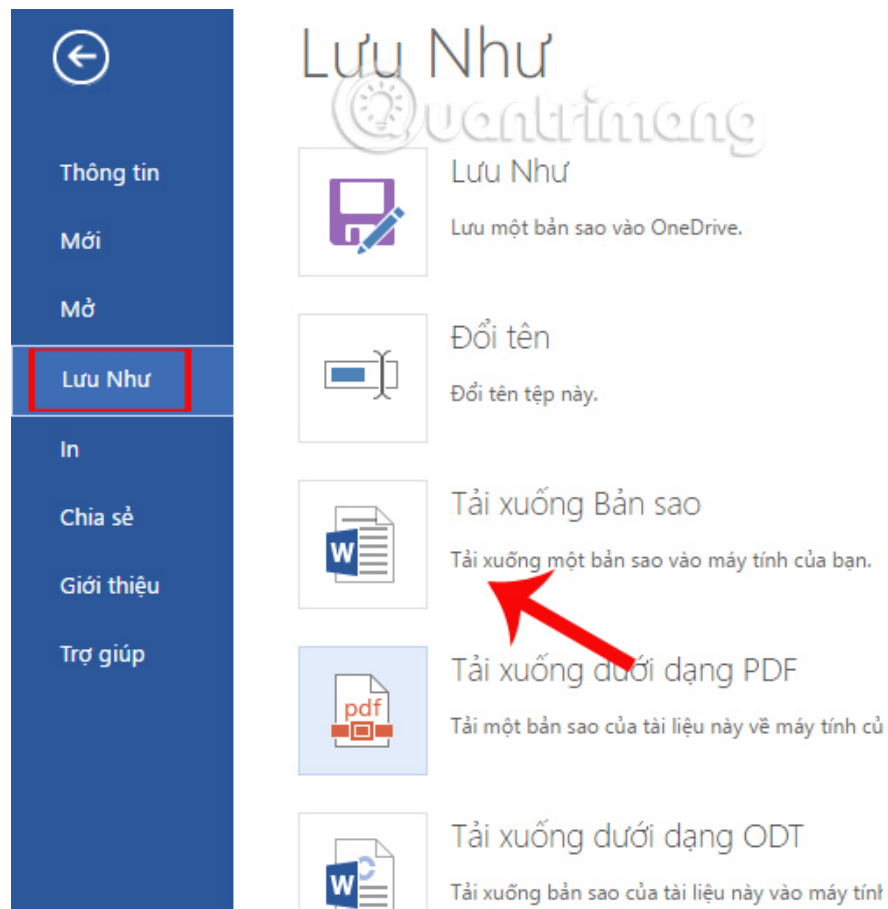 Lưu Như
Quantrimang
Thông tin
Mới
Mở
Lưu Như
In
Chia sẻ
Giới thiệu
Trợ giúp
Lưu Như
Lưu một bản sao vào OneDrive.
Đổi tên
Đổi tên tệp này.
W
Tải xuống Bản sao
Tải xuống một bản sao vào máy tính của bạn.
pdf
Tải xuống dưới dạng PDF
Tải một bản sao của tài liệu này về máy tính củ
W
Tải xuống dưới dạng ODT
Tải xuống bản sao của tài liệu này vào máy tính